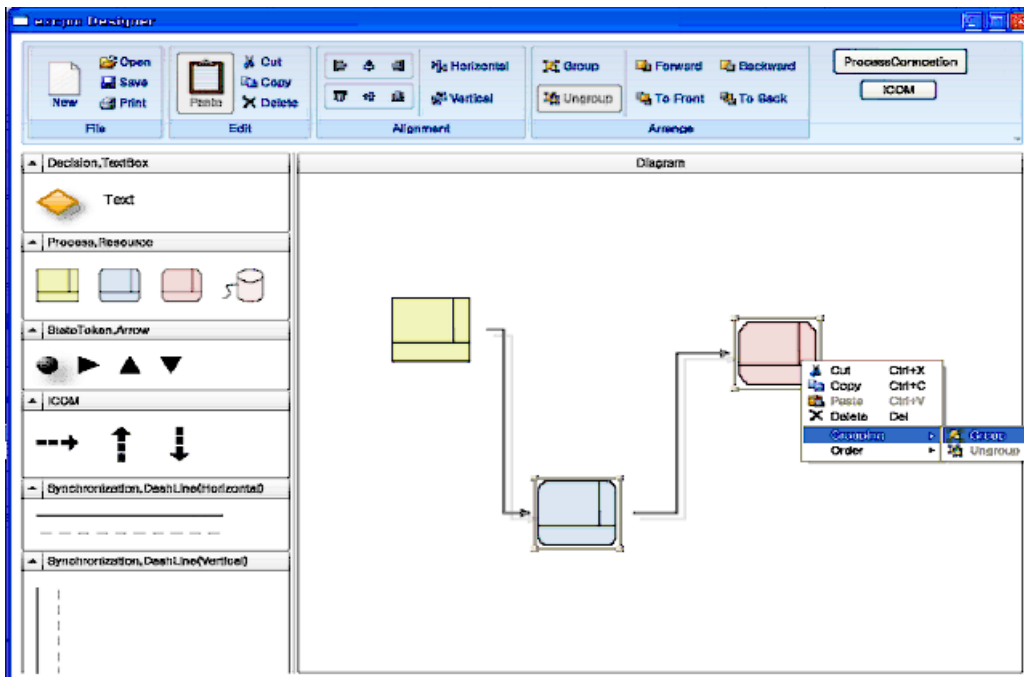 Designer
New
Open
Save
Print
File
Paste
Cut
Copy
Delete
Edit
Horizontal
Vertical
Alignment
Group
Ungroup
Forward
Backward
To Front
To Back
Arrange
ProcessConnection
ICOM
Decision,TextBox
Text
Process,Resource
StateToken,Arrow
ICOM
Synchronization,DashLine(Horizontal)
Synchronization,DashLine(Vertical)
Diagram
Cut Ctrl+X
Copy Ctrl+C
Paste Ctrl+V
Delete Del
Grouping
Order
Group
Ungroup